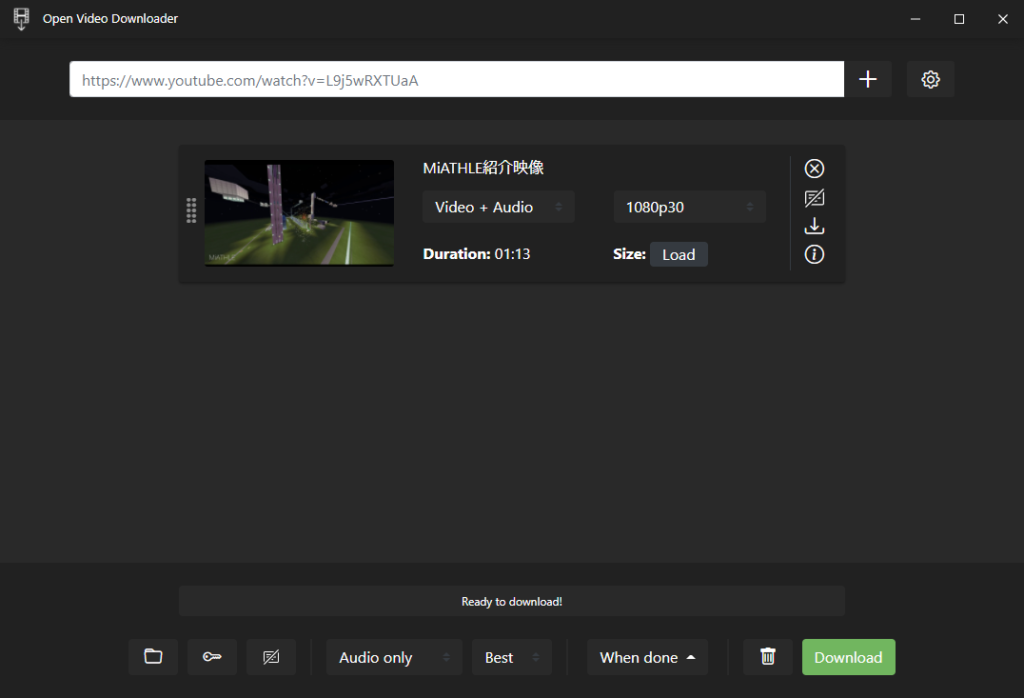 Open Video Downloader
https://www.youtube.com/watch?v=L9j5wRXTUaA
MiATHLE紹介映像
Video + Audio
1080p30
MiATHLE
Duration: 01:13
Size: Load
Ready to download!
Audio only
Best
When done
Download